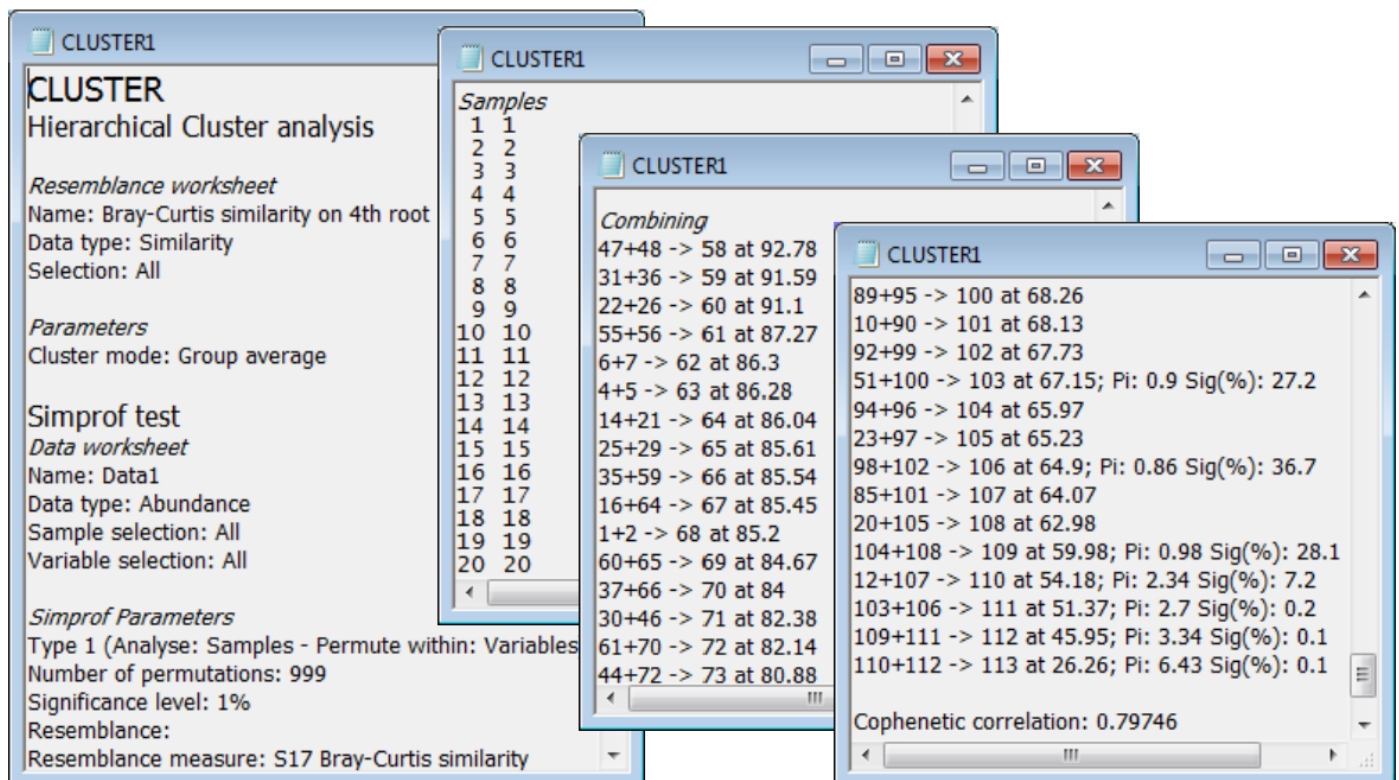 CLUSTER1
CLUSTER
Hierarchical Cluster analysis
Resemblance worksheet
Name: Bray-Curtis similarity on 4th root
Data type: Similarity
Selection: All
Parameters
Cluster mode: Group average
Simprof test
Data worksheet
Name: Data1
Data type: Abundance
Sample selection: All
Variable selection: All
Simprof Parameters
Type 1 (Analyse: Samples - Permute within: Variables
Number of permutations: 999
Significance level: 1%
Resemblance:
Resemblance measure: S17 Bray-Curtis similarity
CLUSTER1
Samples
1 1
2 2
3 3
4 4
5 5
6 6
7 7
8 8
9 9
10 10
11 11
12 12
13 13
14 14
15 15
16 16
17 17
18 18
19 19
20 20
CLUSTER1
Combining
47+48 -> 58 at 92.78
31+36 -> 59 at 91.59
22+26 -> 60 at 91.1
55+56 -> 61 at 87.27
6+7 -> 62 at 86.3
4+5 -> 63 at 86.28
14+21 -> 64 at 86.04
25+29 -> 65 at 85.61
35+59 -> 66 at 85.54
16+64 -> 67 at 85.45
1+2 -> 68 at 85.2
60+65 -> 69 at 84.67
37+66 -> 70 at 84
30+46 -> 71 at 82.38
61+70 -> 72 at 82.14
44+72 -> 73 at 80.88
CLUSTER1
89+95 -> 100 at 68.26
10+90 -> 101 at 68.13
92+99 -> 102 at 67.73
51+100 -> 103 at 67.15; Pi: 0.9 Sig(%): 27.2
94+96 -> 104 at 65.97
23+97 -> 105 at 65.23
98+102 -> 106 at 64.9; Pi: 0.86 Sig(%): 36.7
85+101 -> 107 at 64.07
20+105 -> 108 at 62.98
104+108 -> 109 at 59.98; Pi: 0.98 Sig(%): 28.1
12+107 -> 110 at 54.18; Pi: 2.34 Sig(%): 7.2
103+106 -> 111 at 51.37; Pi: 2.7 Sig(%): 0.2
109+111 -> 112 at 45.95; Pi: 3.34 Sig(%): 0.1
110+112 -> 113 at 26.26; Pi: 6.43 Sig(%): 0.1
Cophenetic correlation: 0.79746